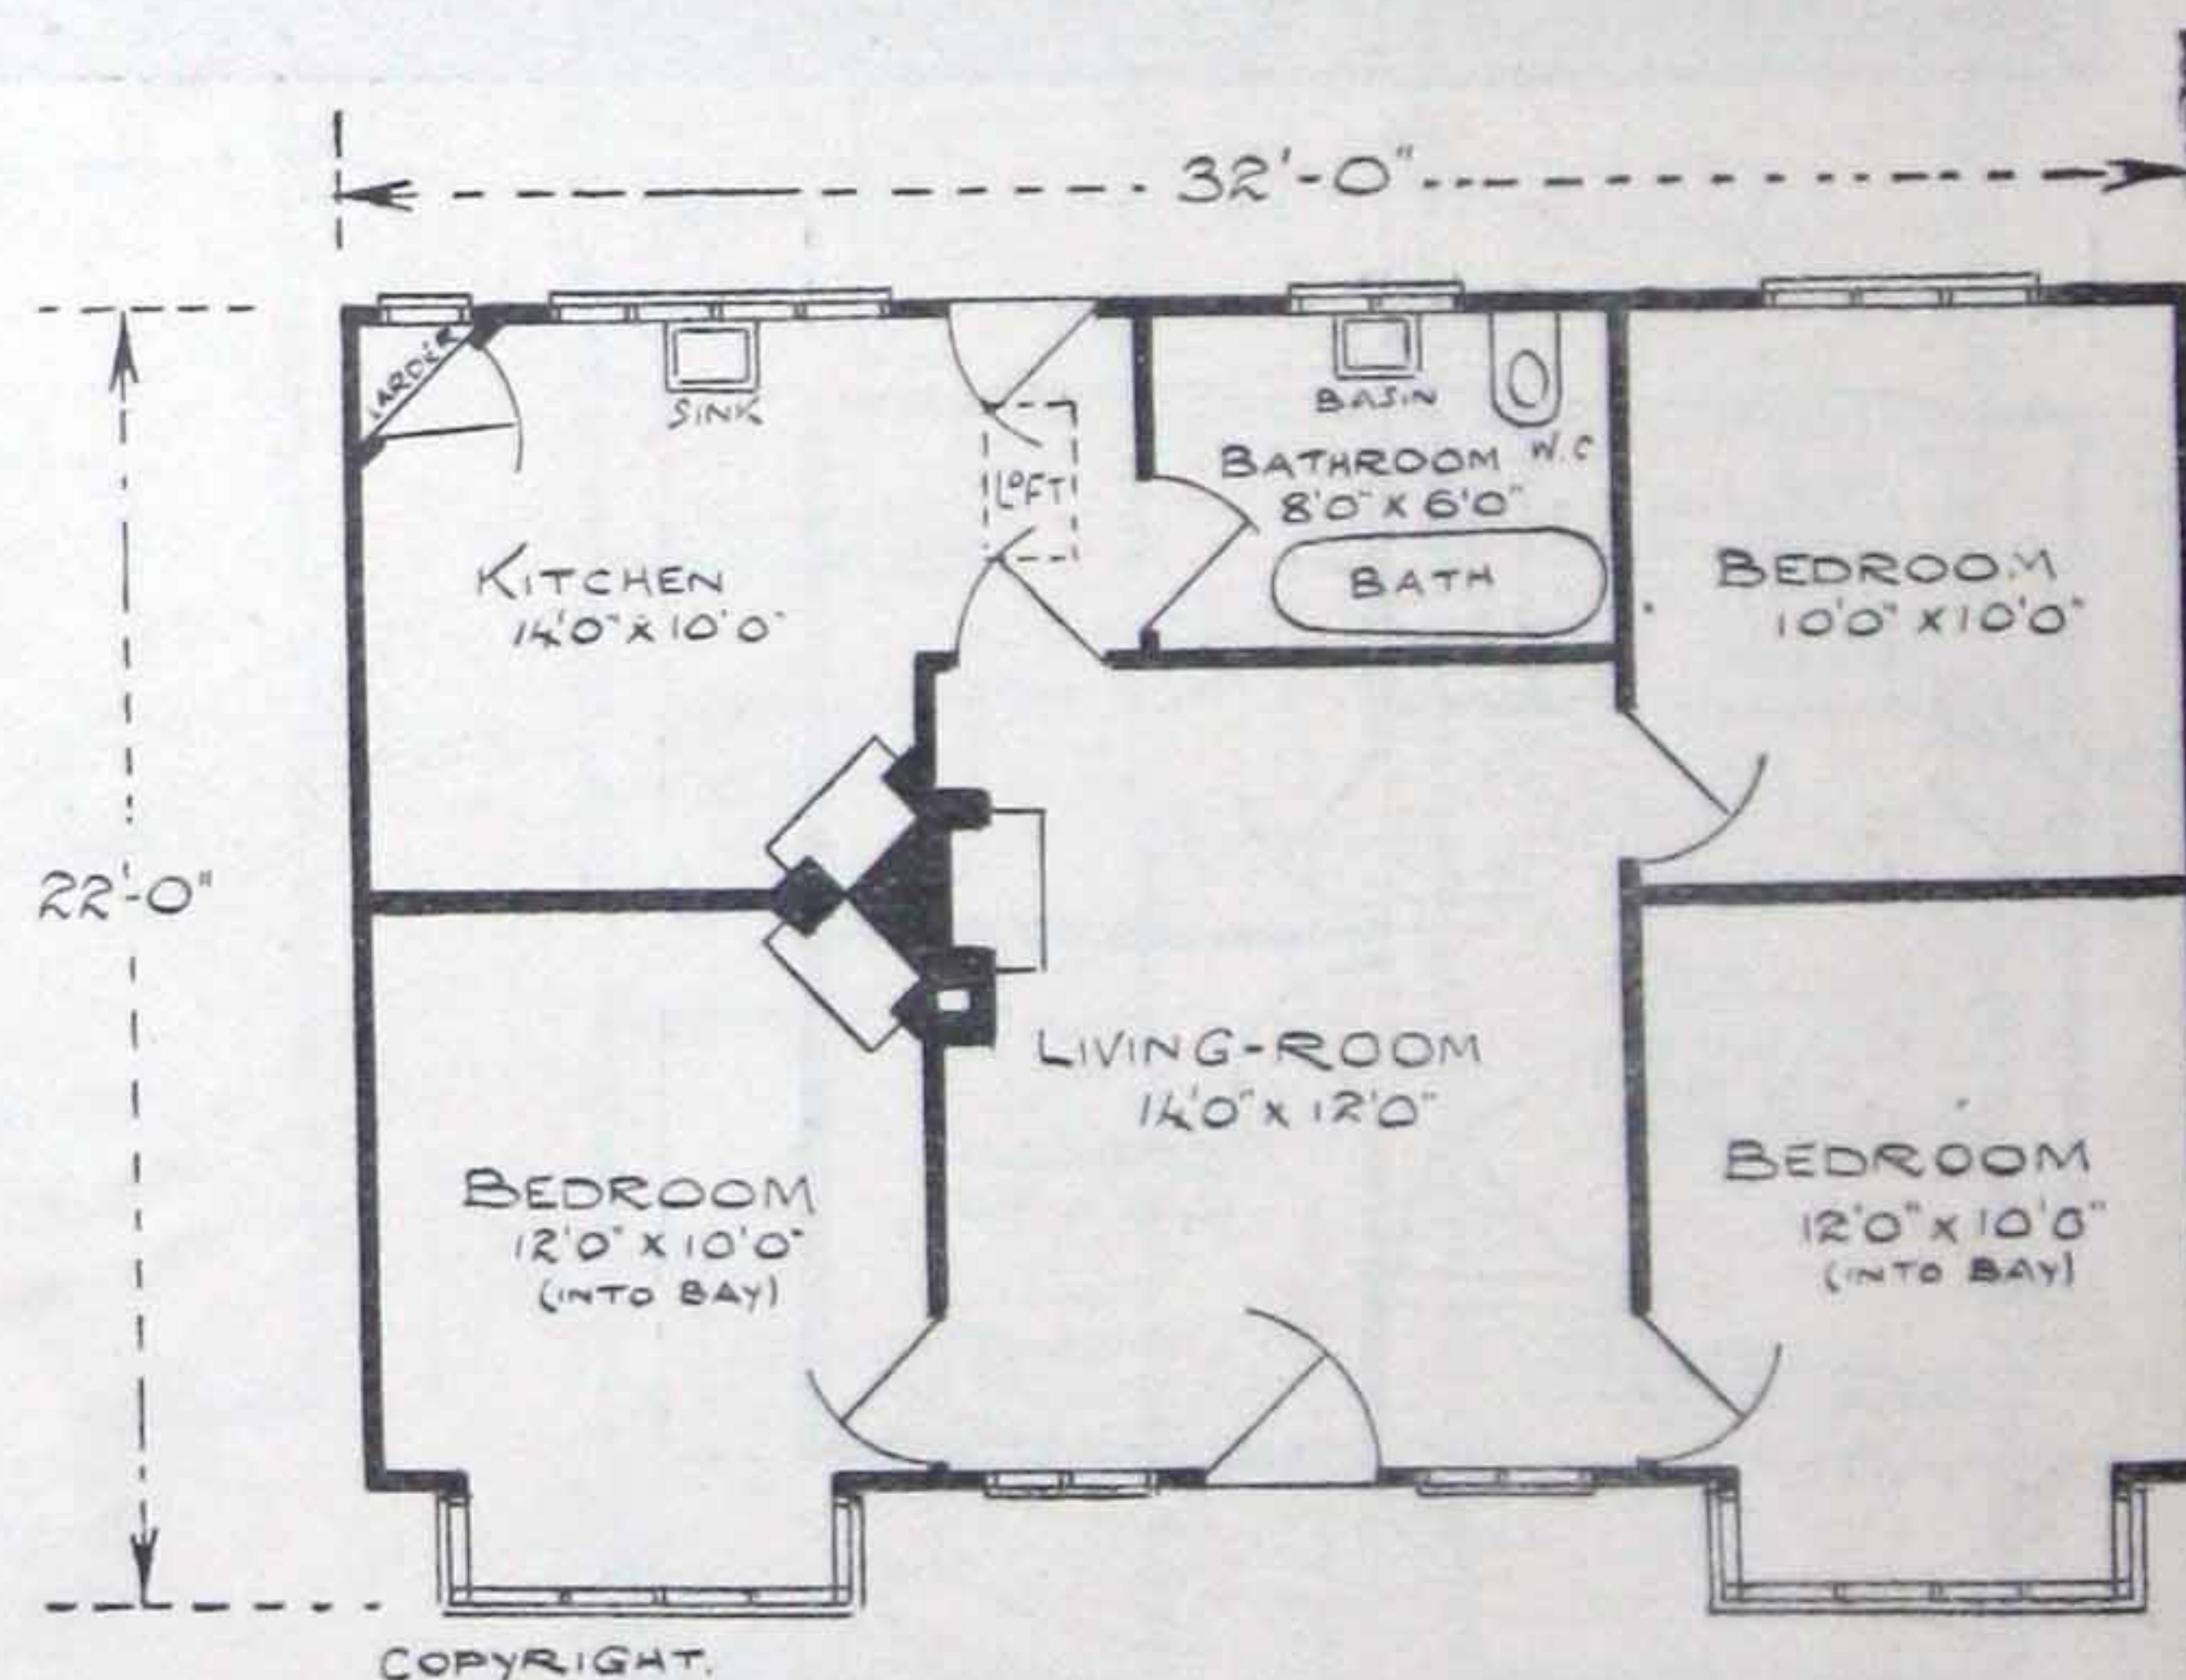 32'-0"
LARDER
SINK
BASIN
W.C
BATHROOM
8'0" X 6'0"
LOFT
BATH
KITCHEN
14'0" X 10'0"
BEDROOM
10'0" X 10'0"
22'-0"
LIVING-ROOM
14'0" X 12'0"
BEDROOM
12'0" X 10'0"
(INTO BAY)
BEDROOM
12'0" X 10'0"
(INTO BAY)
COPYRIGHT.